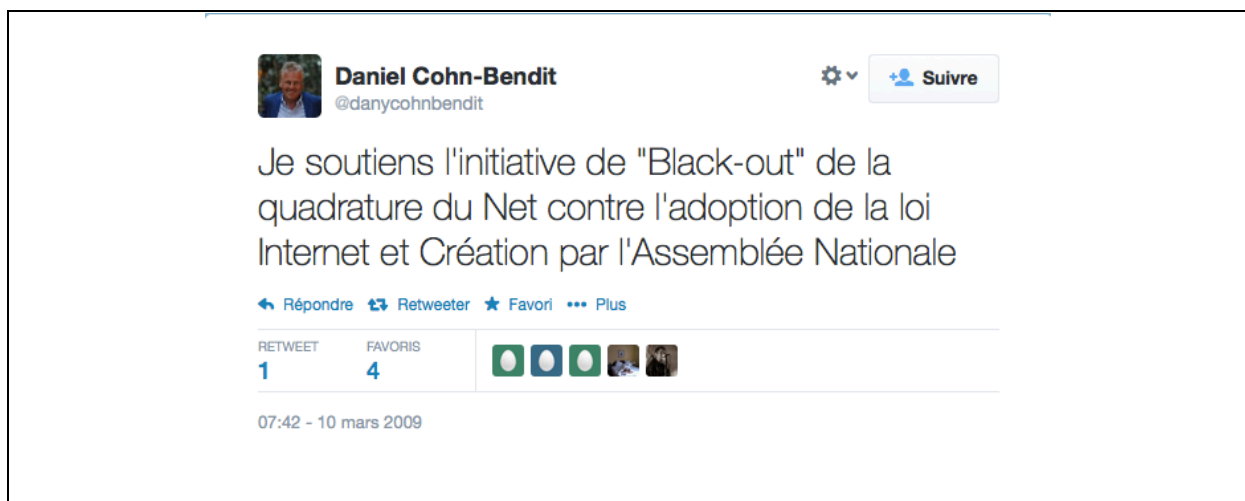 Daniel Cohn-Bendit
Suivre
@danycohnbendit
Je soutiens l'initiative de "Black-out" de la
quadrature du Net contre l'adoption de la loi
Internet et Création par l'Assemblée Nationale
Répondre Retweeter Favori Plus
RETWEET FAVORIS
1 4
07:42 - 10 mars 2009